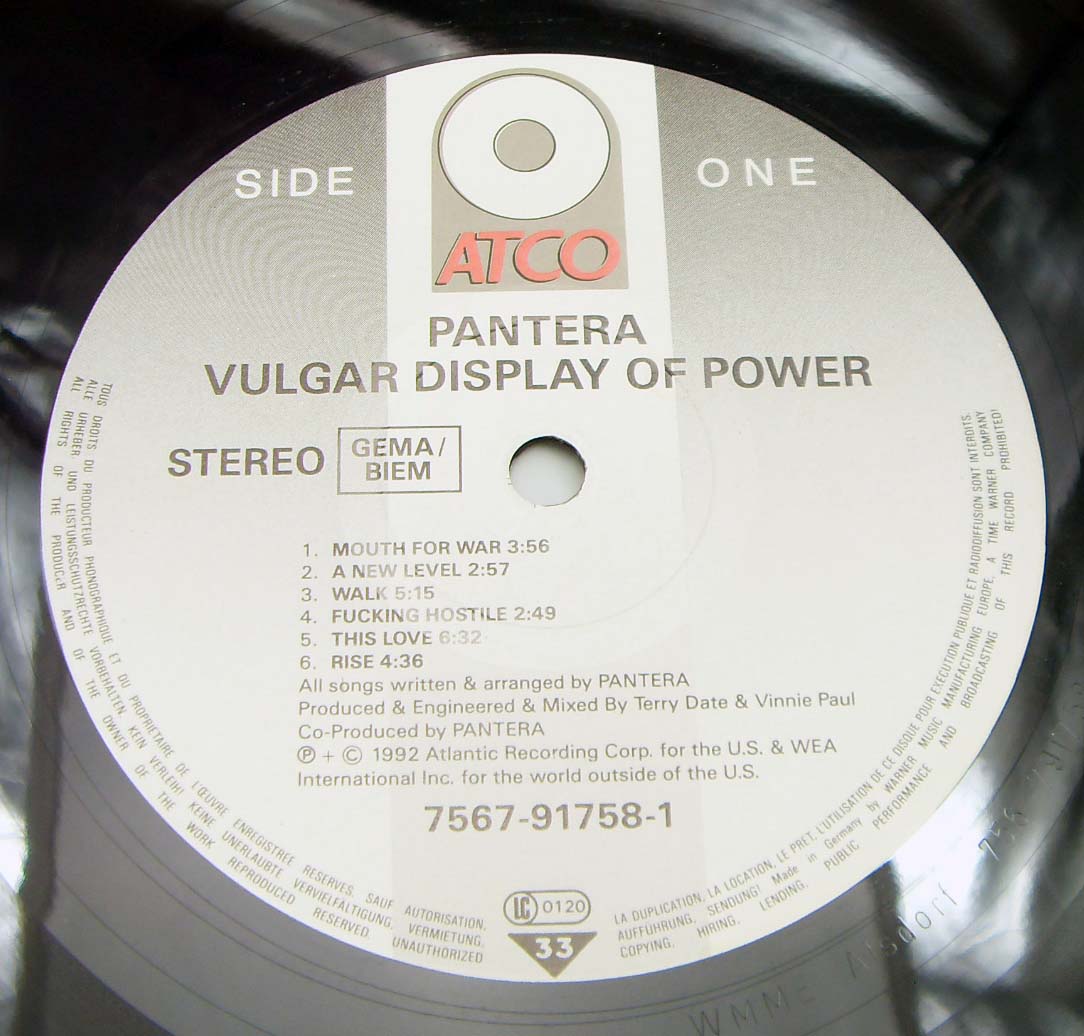 SIDE ONE
ATCO
PANTERA
VULGAR DISPLAY OF POWER
STEREO GEMA/
BIEM
1. MOUTH FOR WAR 3:56
2. A NEW LEVEL 2:57
3. WALK 5:15
4. FUCKING HOSTILE 2:49
5. THIS LOVE 6:32
6. RISE 4:36
All songs written & arranged by PANTERA
Produced & Engineered & Mixed By Terry Date & Vinnie Paul
Co-Produced by PANTERA
℗ + © 1992 Atlantic Recording Corp. for the U.S. & WEA
International Inc. for the world outside of the U.S.
7567-91758-1
LC 0120
33
TOUS DROITS DU PRODUCTEUR PHONOGRAPHIQUE ET DU PROPRIETAIRE DE L'ŒUVRE ENREGISTREE RESERVES. SAUF AUTORISATION, LA DUPLICATION, LA LOCATION, LE PRET, L'UTILISATION DE CE DISQUE POUR EXECUTION PUBLIQUE ET RADIODIFFUSION SONT INTERDITS.
ALLE URHEBER- UND LEISTUNGSSCHUTZRECHTE VORBEHALTEN. KEIN VERLEIH! KEINE UNERLAUBTE VERVIELFÄLTIGUNG, VERMIETUNG, AUFFÜHRUNG, SENDUNG! Made in Germany by WARNER MUSIC MANUFACTURING EUROPE, A TIME WARNER COMPANY
ALL RIGHTS OF THE PRODUCER AND OF THE OWNER OF THE WORK REPRODUCED RESERVED. UNAUTHORIZED COPYING, HIRING, LENDING, PUBLIC PERFORMANCE AND BROADCASTING OF THIS RECORD PROHIBITED!
WMME Alsdorf